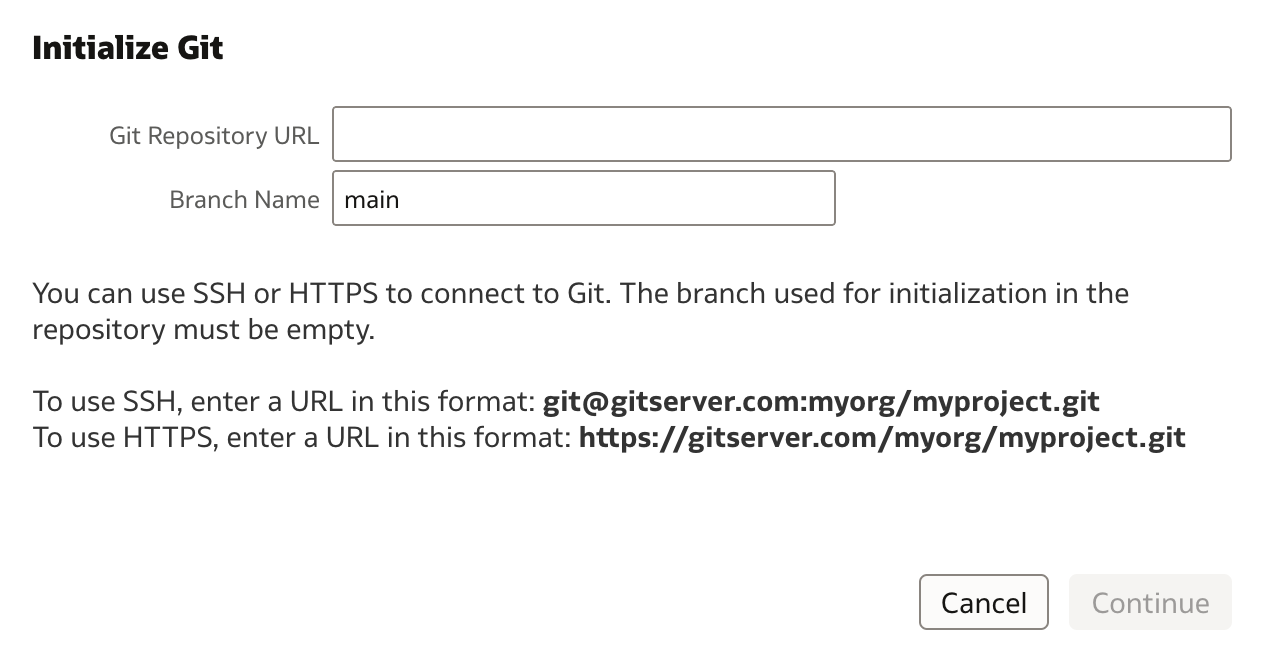 Initialize Git
Git Repository URL
Branch Name main
You can use SSH or HTTPS to connect to Git. The branch used for initialization in the
repository must be empty.
To use SSH, enter a URL in this format: git@gitserver.com:myorg/myproject.git
To use HTTPS, enter a URL in this format: https://gitserver.com/myorg/myproject.git
Cancel Continue